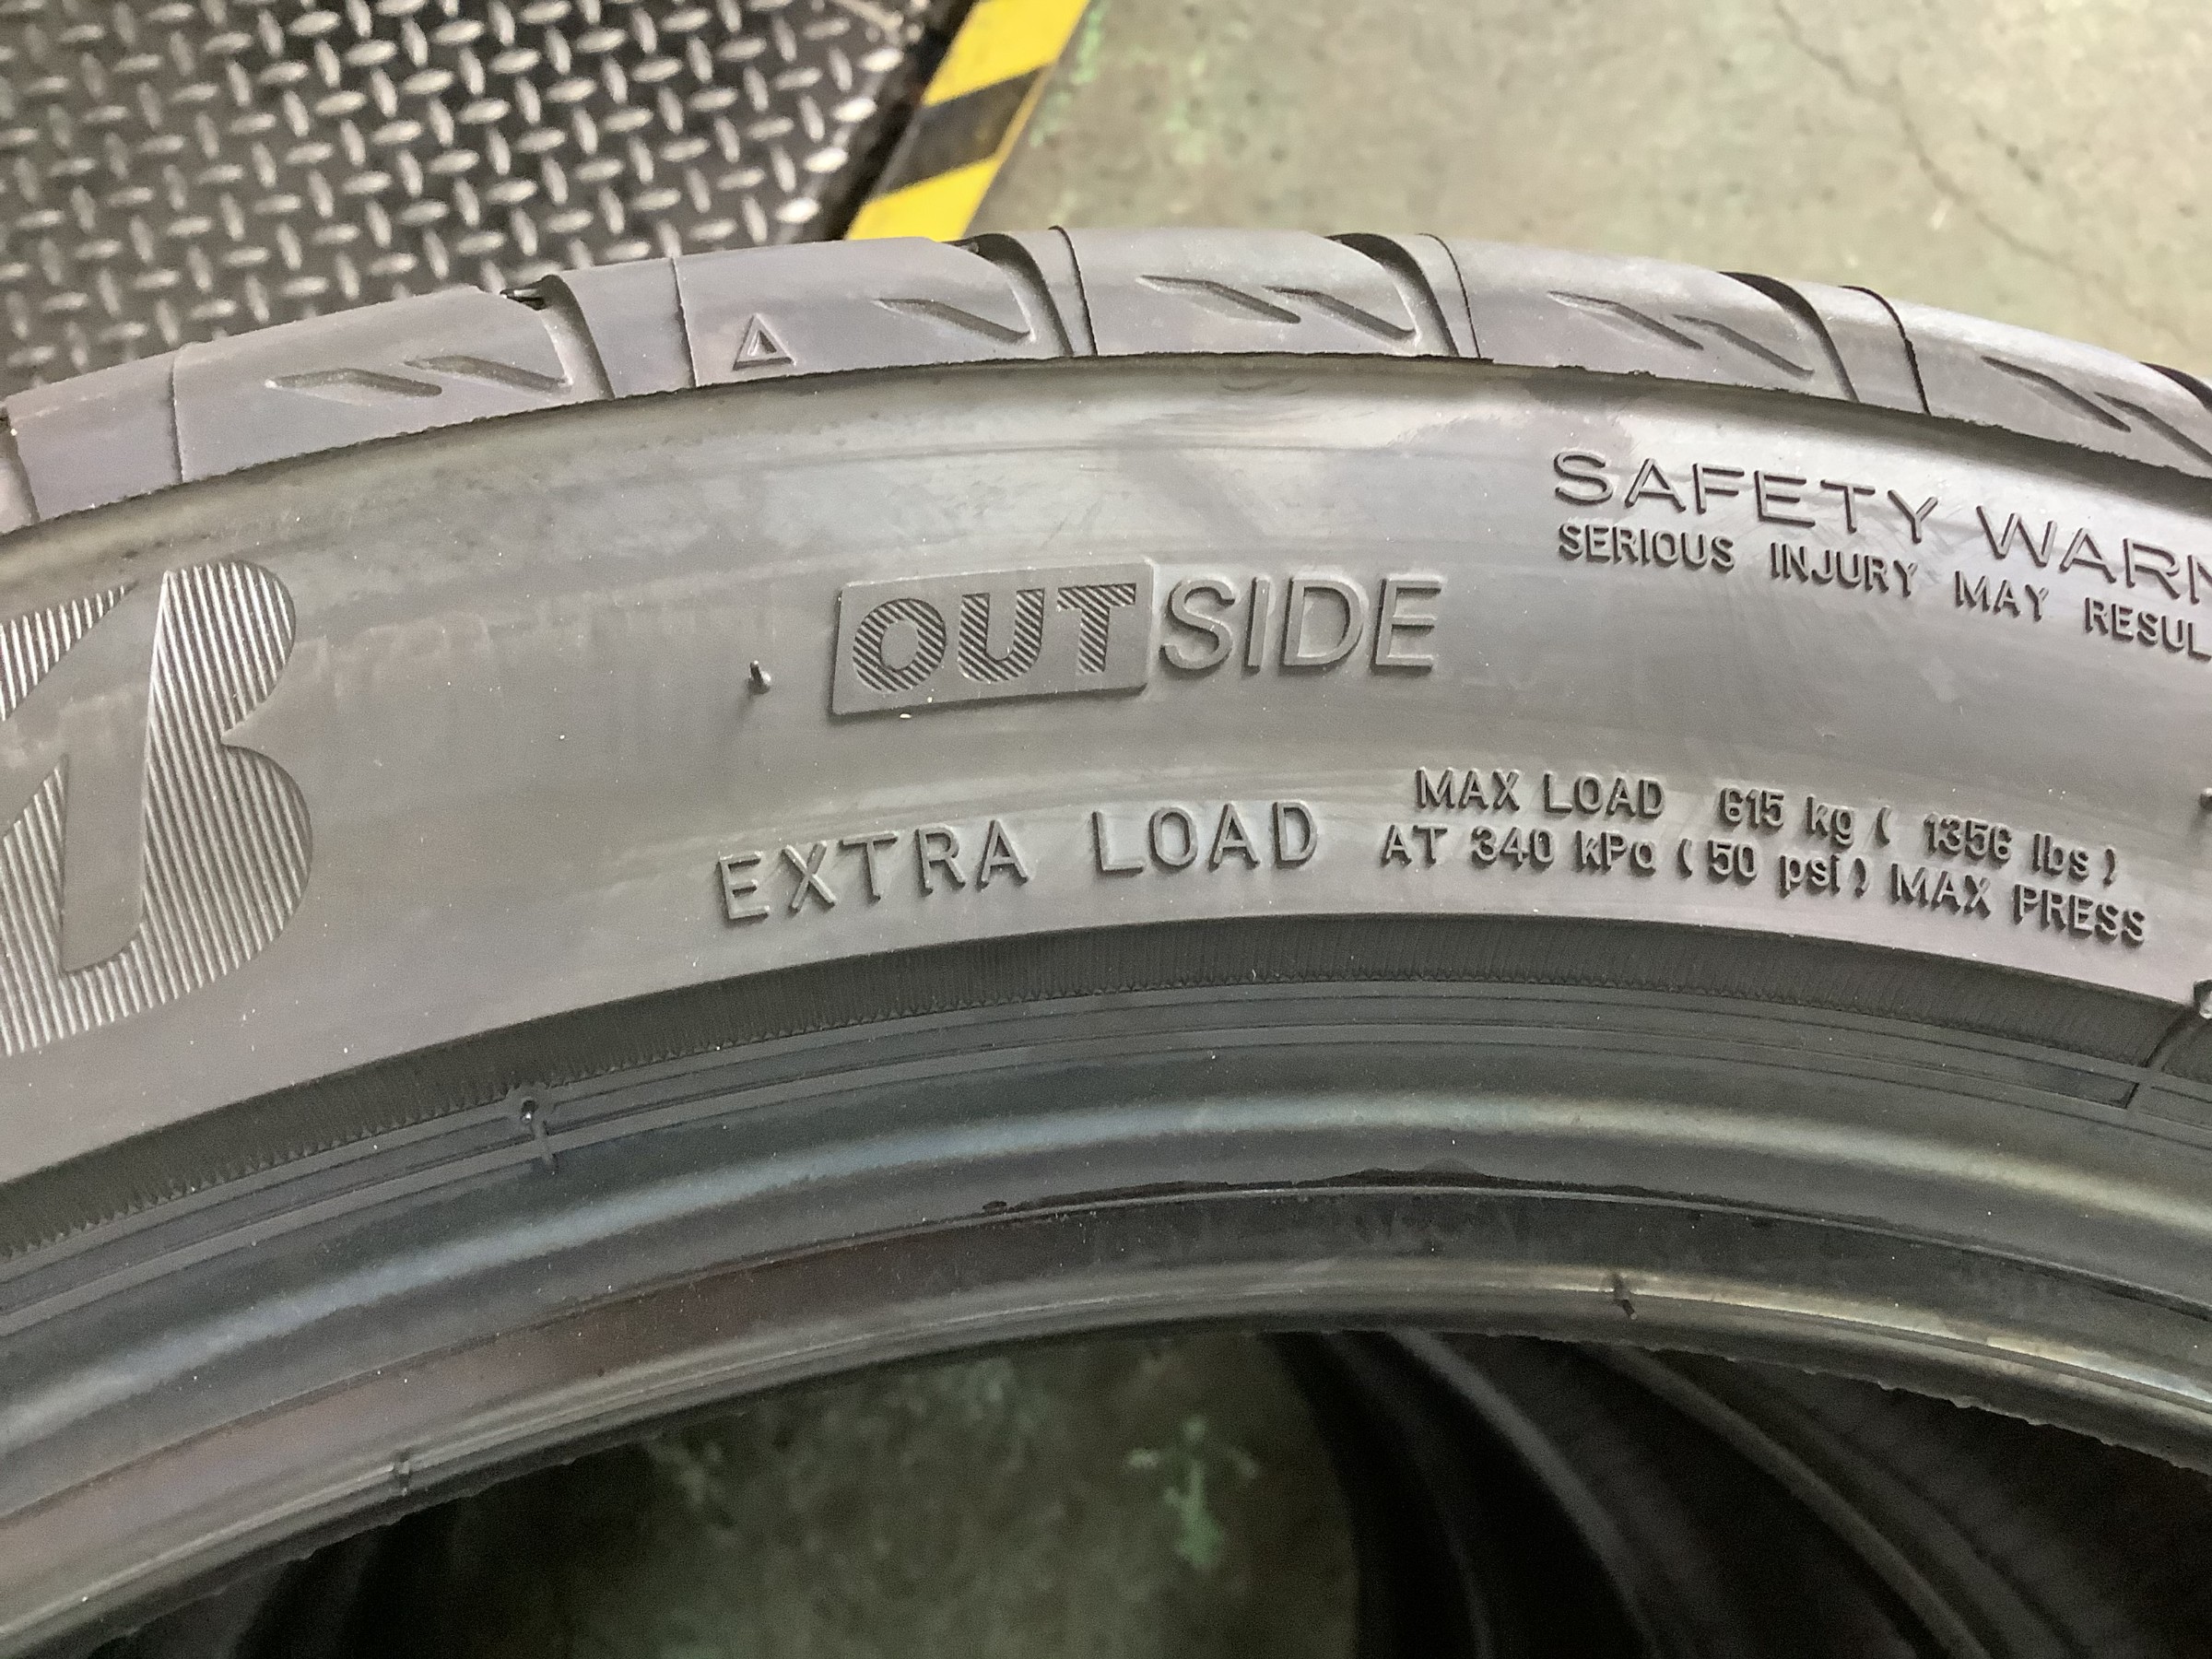 SAFETY WARN
SERIOUS INJURY MAY RESUL
OUTSIDE
EXTRA LOAD
MAX LOAD 615 kg ( 1356 lbs )
AT 340 kPa ( 50 psi ) MAX PRESS
B